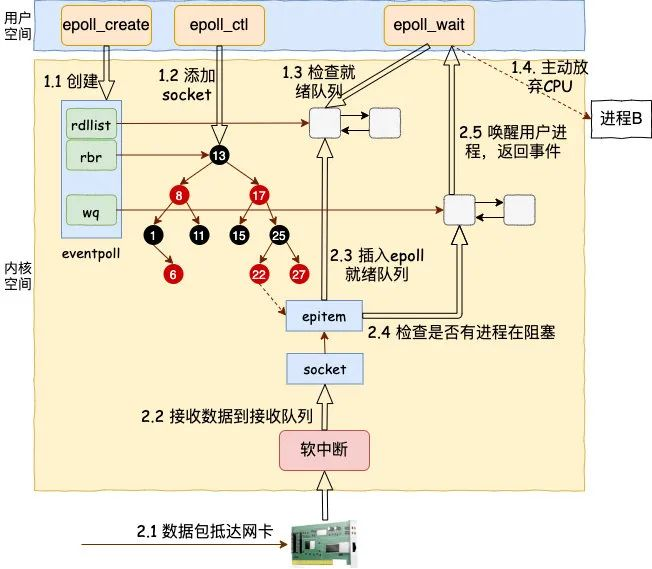 用户
空间
epoll_create
epoll_ctl
epoll_wait
1.1 创建
1.2 添加
socket
1.3 检查就
绪队列
1.4. 主动放
弃CPU
进程B
rdllist
rbr
wq
eventpoll
13
8
17
1
11
15
25
6
22
27
2.5 唤醒用户进
程，返回事件
内核
空间
2.3 插入epoll
就绪队列
epitem
2.4 检查是否有进程在阻塞
socket
2.2 接收数据到接收队列
软中断
2.1 数据包抵达网卡